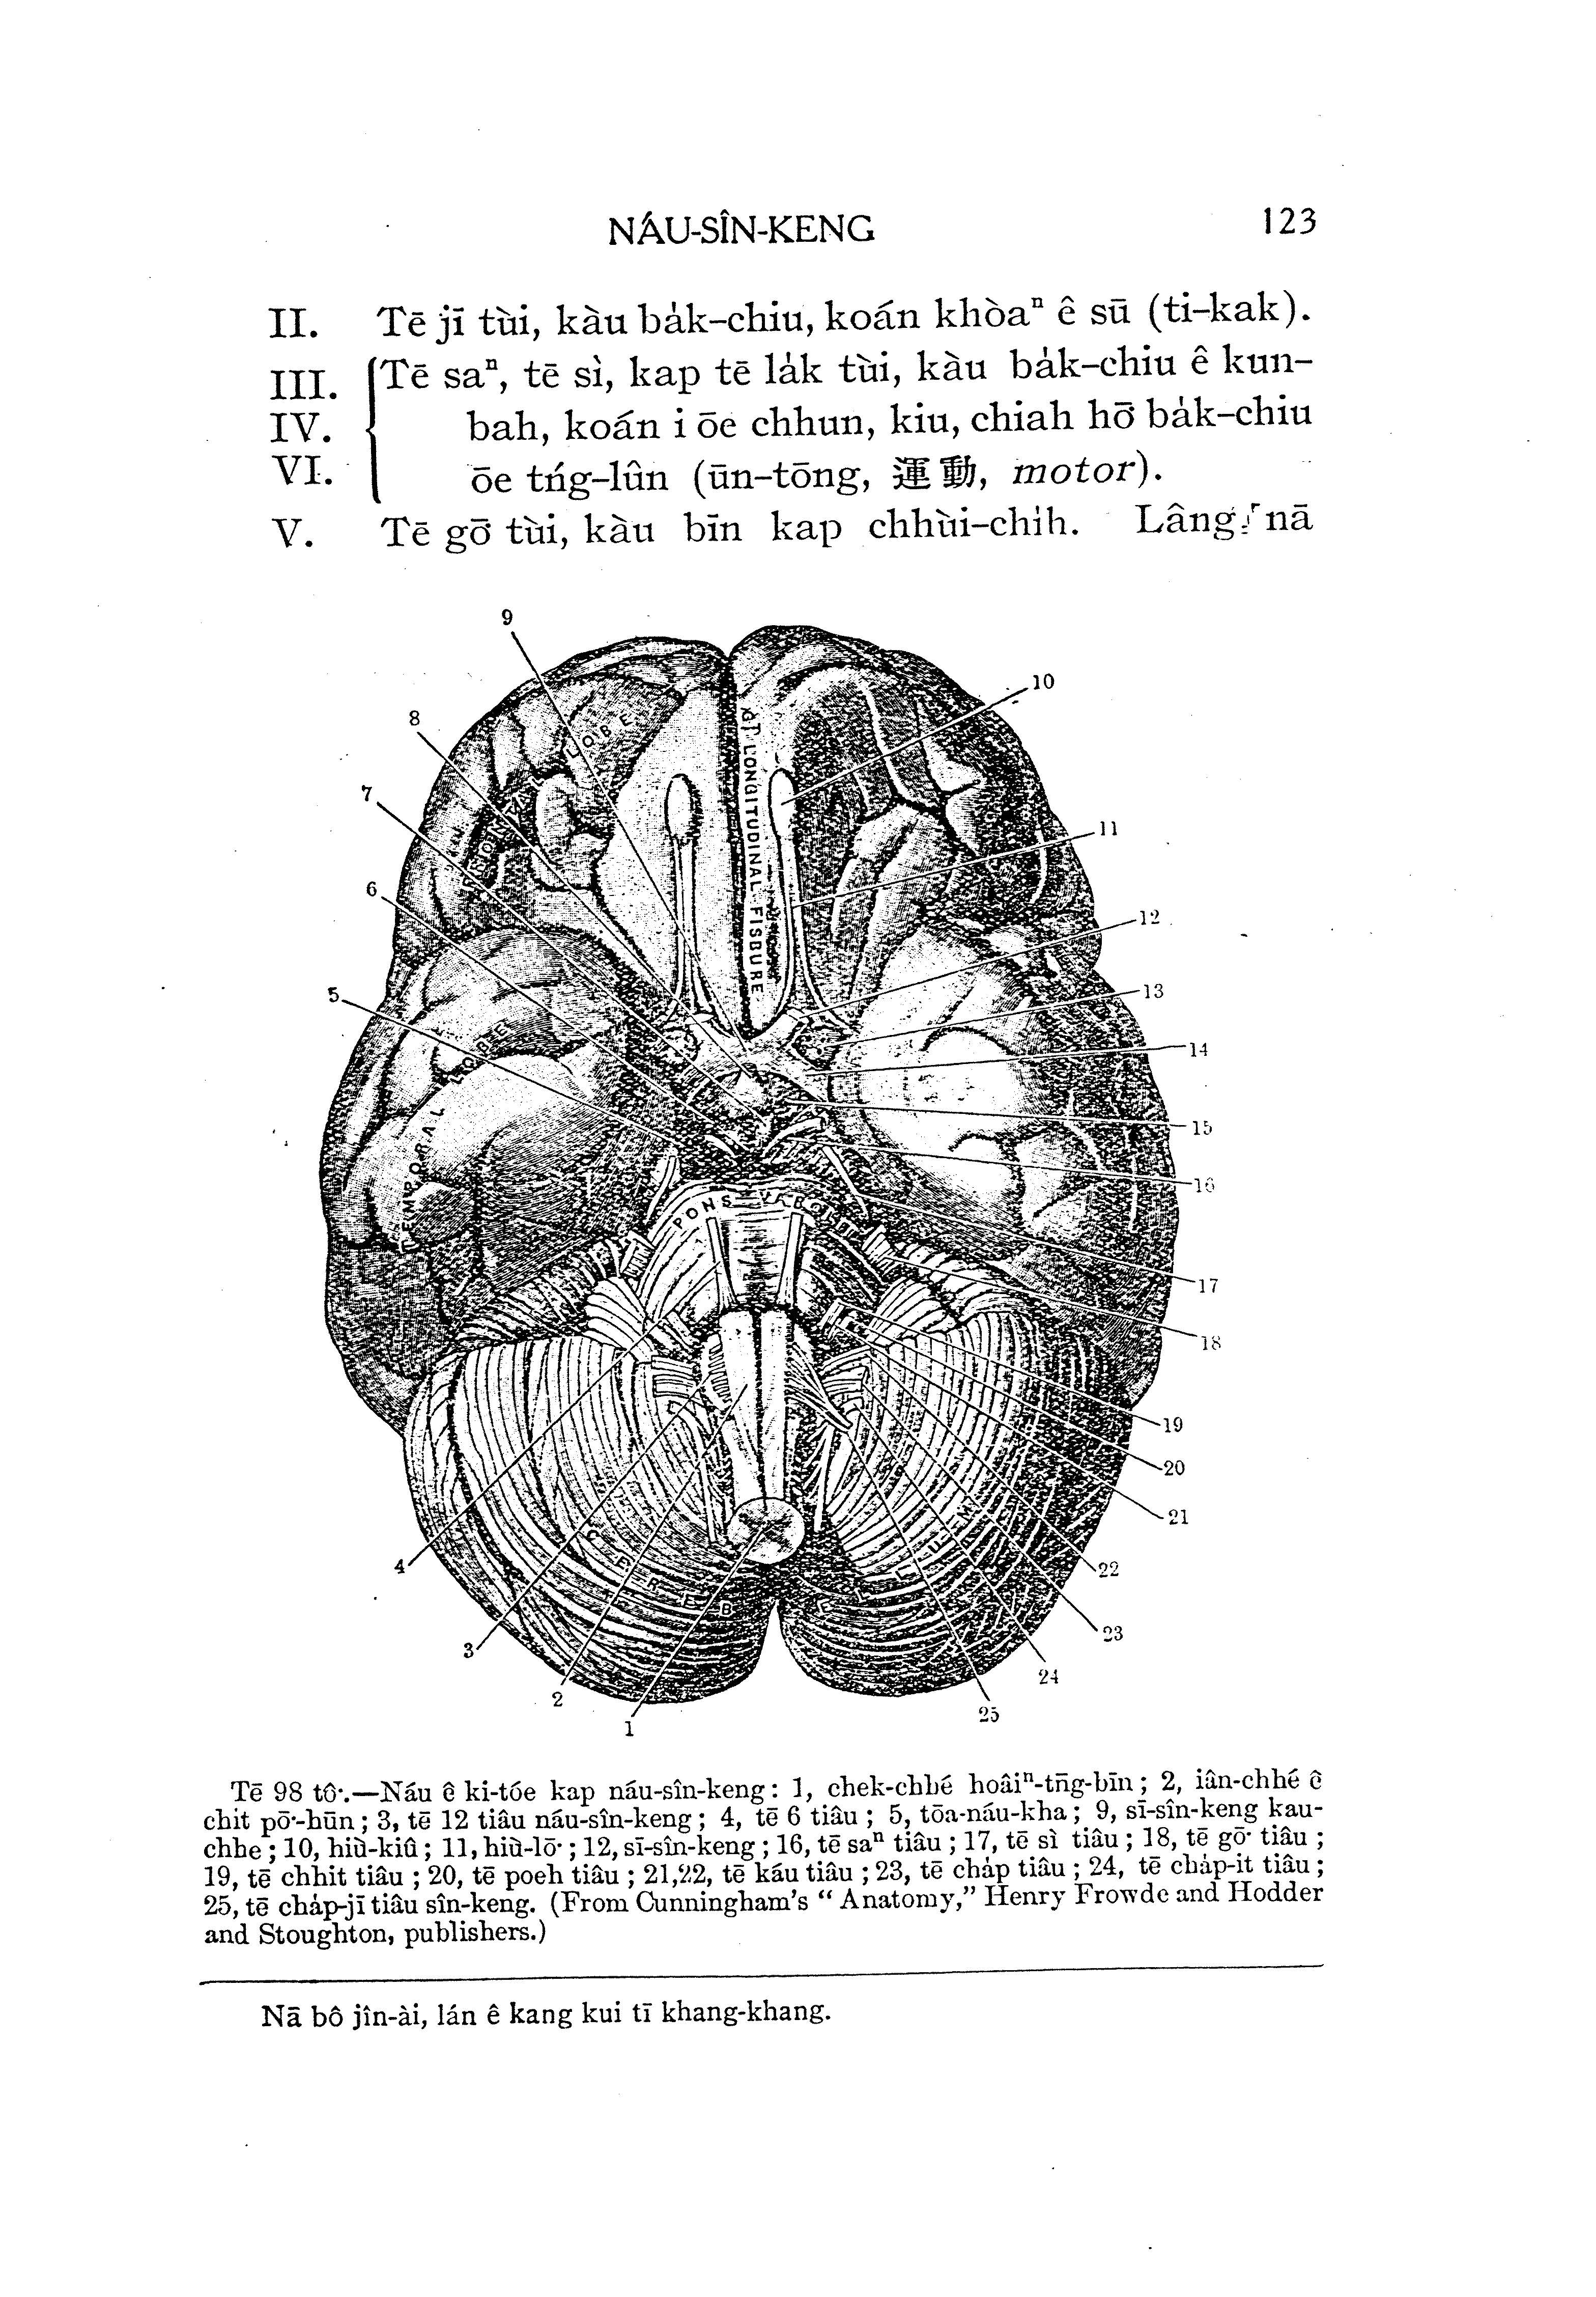 NÁU-SÎN-KENG 123
II. Tē jī tùi, kàu ba̍k-chiu, koán khòaⁿ ê sū (ti-kak).
III. Tē saⁿ, tē sì, kap tē la̍k tùi, kàu ba̍k-chiu ê kun-
IV. bah, koán i ōe chhun, kiu, chiah hō͘ ba̍k-chiu
VI. ōe tńg-lûn (ūn-tōng, 運動, motor).
V. Tē gō͘ tùi, kàu bīn kap chhùi-chi̍h. Lâng nā
9
10
8
7
11
6
12
5
13
14
15
16
17
18
19
20
21
4
22
3
23
2
24
1
25
FRONTAL LOBE
GT LONGITUDINAL FISSURE
TEMPORAL LOBE
PONS VAROLII
CEREBELLUM
Tē 98 tô͘.—Náu ê ki-tóe kap náu-sîn-keng: 1, chek-chhé hoâiⁿ-tn̄g-bīn; 2, iân-chhé ê
chit pō͘-hūn; 3, tē 12 tiâu náu-sîn-keng; 4, tē 6 tiâu; 5, tōa-náu-kha; 9, sī-sîn-keng kau-
chhe; 10, hiù-kiû; 11, hiù-lō͘; 12, sī-sîn-keng; 16, tē saⁿ tiâu; 17, tē sì tiâu; 18, tē gō͘ tiâu;
19, tē chhit tiâu; 20, tē poeh tiâu; 21,22, tē káu tiâu; 23, tē cha̍p tiâu; 24, tē cha̍p-it tiâu;
25, tē cha̍p-jī tiâu sîn-keng. (From Cunningham's "Anatomy," Henry Frowde and Hodder
and Stoughton, publishers.)
Nā bô jîn-ài, lán ê kang kui tī khang-khang.